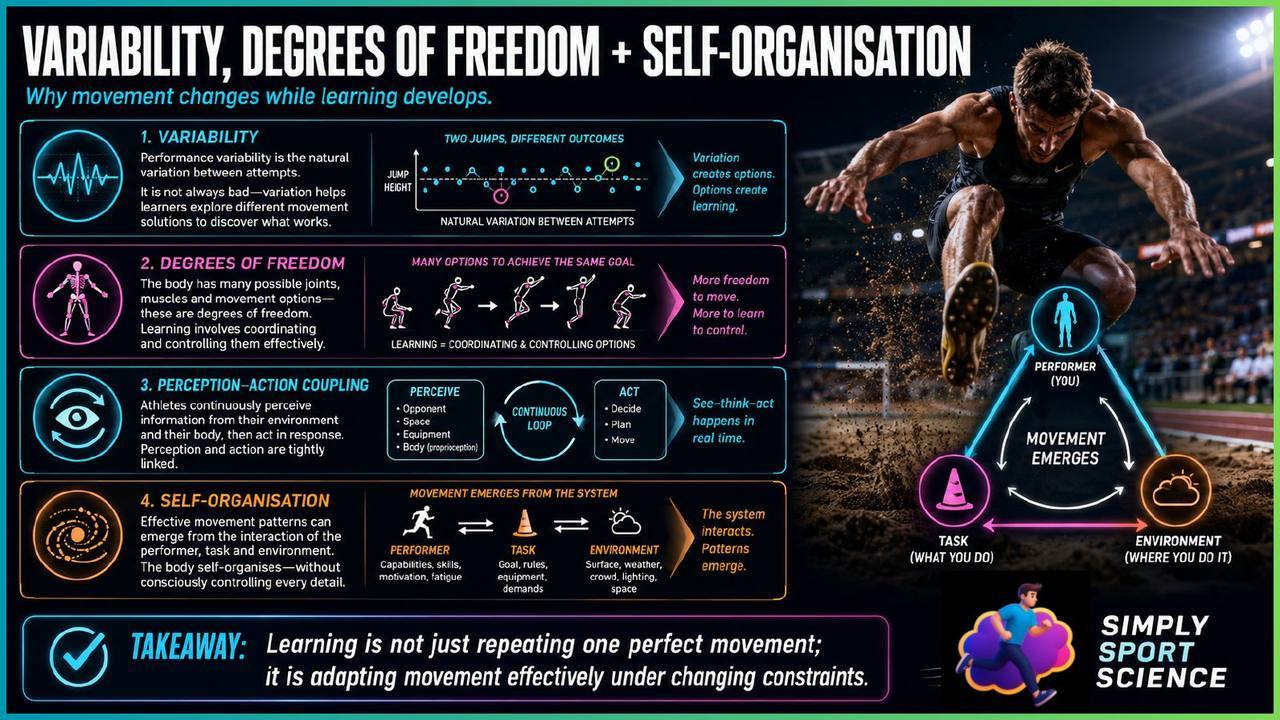 VARIABILITY, DEGREES OF FREEDOM + SELF-ORGANISATION
Why movement changes while learning develops.
1. VARIABILITY
Performance variability is the natural
variation between attempts.
It is not always bad—variation helps
learners explore different movement
solutions to discover what works.
TWO JUMPS, DIFFERENT OUTCOMES
JUMP
HEIGHT
NATURAL VARIATION BETWEEN ATTEMPTS
Variation
creates options.
Options create
learning.
2. DEGREES OF FREEDOM
The body has many possible joints,
muscles and movement options—
these are degrees of freedom.
Learning involves coordinating
and controlling them effectively.
MANY OPTIONS TO ACHIEVE THE SAME GOAL
LEARNING = COORDINATING & CONTROLLING OPTIONS
More freedom
to move.
More to learn
to control.
3. PERCEPTION–ACTION COUPLING
Athletes continuously perceive
information from their environment
and their body, then act in response.
Perception and action are tightly
linked.
PERCEIVE
• Opponent
• Space
• Equipment
• Body (proprioception)
CONTINUOUS
LOOP
ACT
• Decide
• Plan
• Move
See–think–act
happens in
real time.
4. SELF-ORGANISATION
Effective movement patterns can
emerge from the interaction of the
performer, task and environment.
The body self-organises—without
consciously controlling every detail.
MOVEMENT EMERGES FROM THE SYSTEM
PERFORMER
Capabilities, skills,
motivation, fatigue
TASK
Goal, rules,
equipment,
demands
ENVIRONMENT
Surface, weather,
crowd, lighting,
space
The system
interacts.
Patterns
emerge.
PERFORMER
(YOU)
MOVEMENT
EMERGES
TASK
(WHAT YOU DO)
ENVIRONMENT
(WHERE YOU DO IT)
TAKEAWAY:
Learning is not just repeating one perfect movement;
it is adapting movement effectively under changing constraints.
SIMPLY
SPORT
SCIENCE